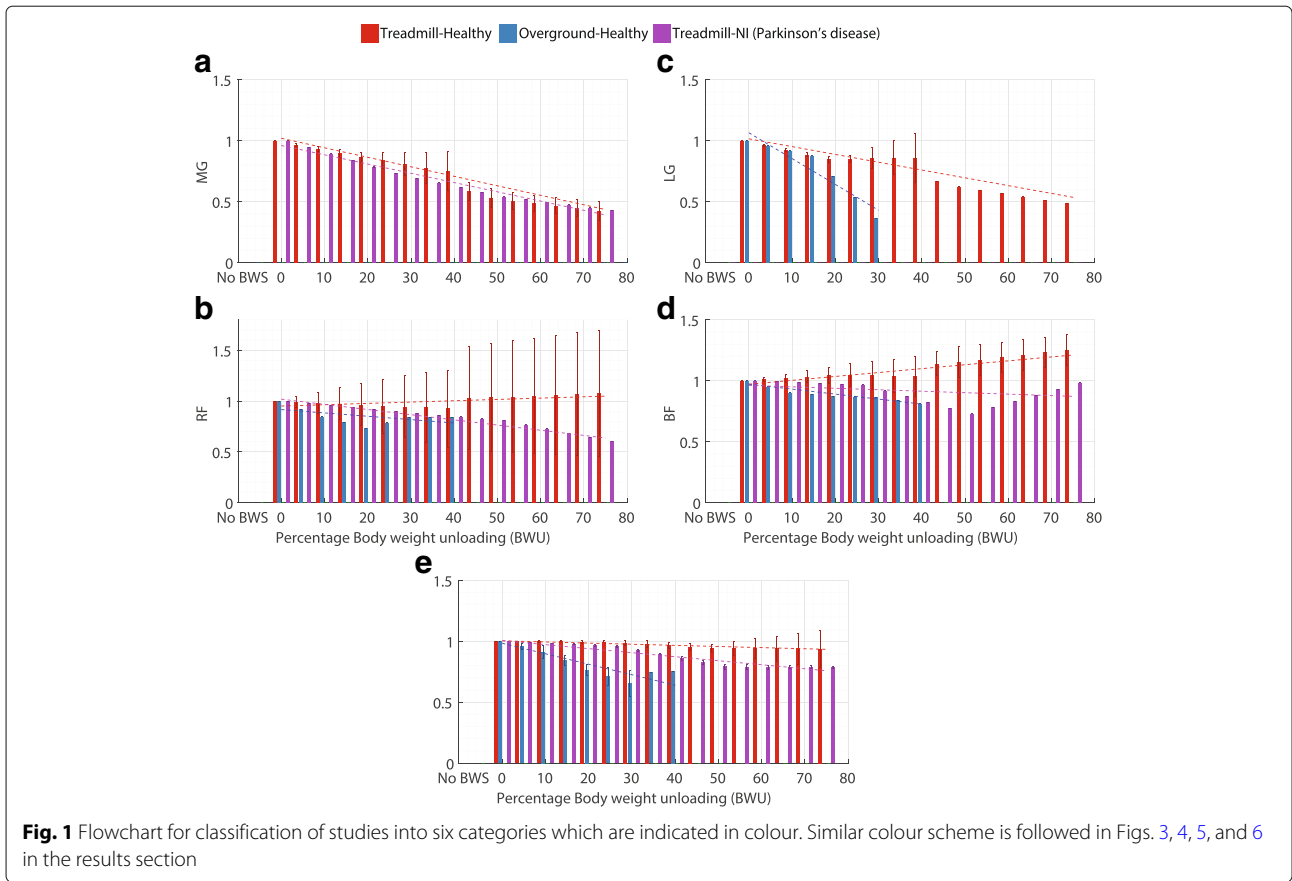 Treadmill-Healthy Overground-Healthy Treadmill-NI (Parkinson's disease)
a
1.5
1
0.5
0
MG
No BWS 0 10 20 30 40 50 60 70 80
c
1.5
1
0.5
0
LG
No BWS 0 10 20 30 40 50 60 70 80
b
1.5
1
0.5
0
RF
No BWS 0 10 20 30 40 50 60 70 80
Percentage Body weight unloading (BWU)
d
1.5
1
0.5
0
BF
No BWS 0 10 20 30 40 50 60 70 80
Percentage Body weight unloading (BWU)
e
1.5
1
0.5
0
No BWS 0 10 20 30 40 50 60 70 80
Percentage Body weight unloading (BWU)
Fig. 1 Flowchart for classification of studies into six categories which are indicated in colour. Similar colour scheme is followed in Figs. 3, 4, 5, and 6
in the results section